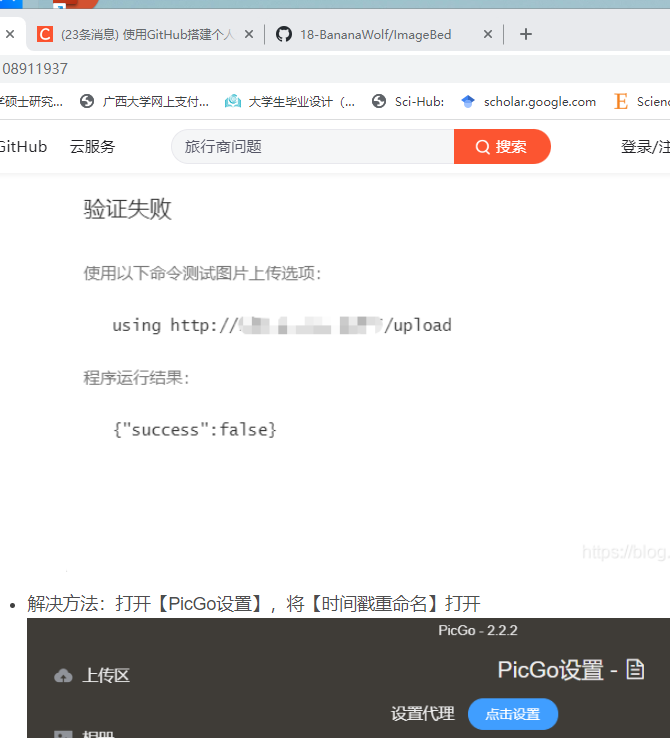 (23条消息) 使用GitHub搭建个人
18-BananaWolf/ImageBed
08911937
学硕士研究... 广西大学网上支付... 大学生毕业设计（... Sci-Hub: scholar.google.com Scien
GitHub 云服务 旅行商问题 搜索 登录/注
验证失败
使用以下命令测试图片上传选项：
using http:// /upload
程序运行结果：
{"success":false}
https://blog.
解决方法：打开【PicGo设置】，将【时间戳重命名】打开
PicGo - 2.2.2
上传区
PicGo设置 -
设置代理 点击设置
相册